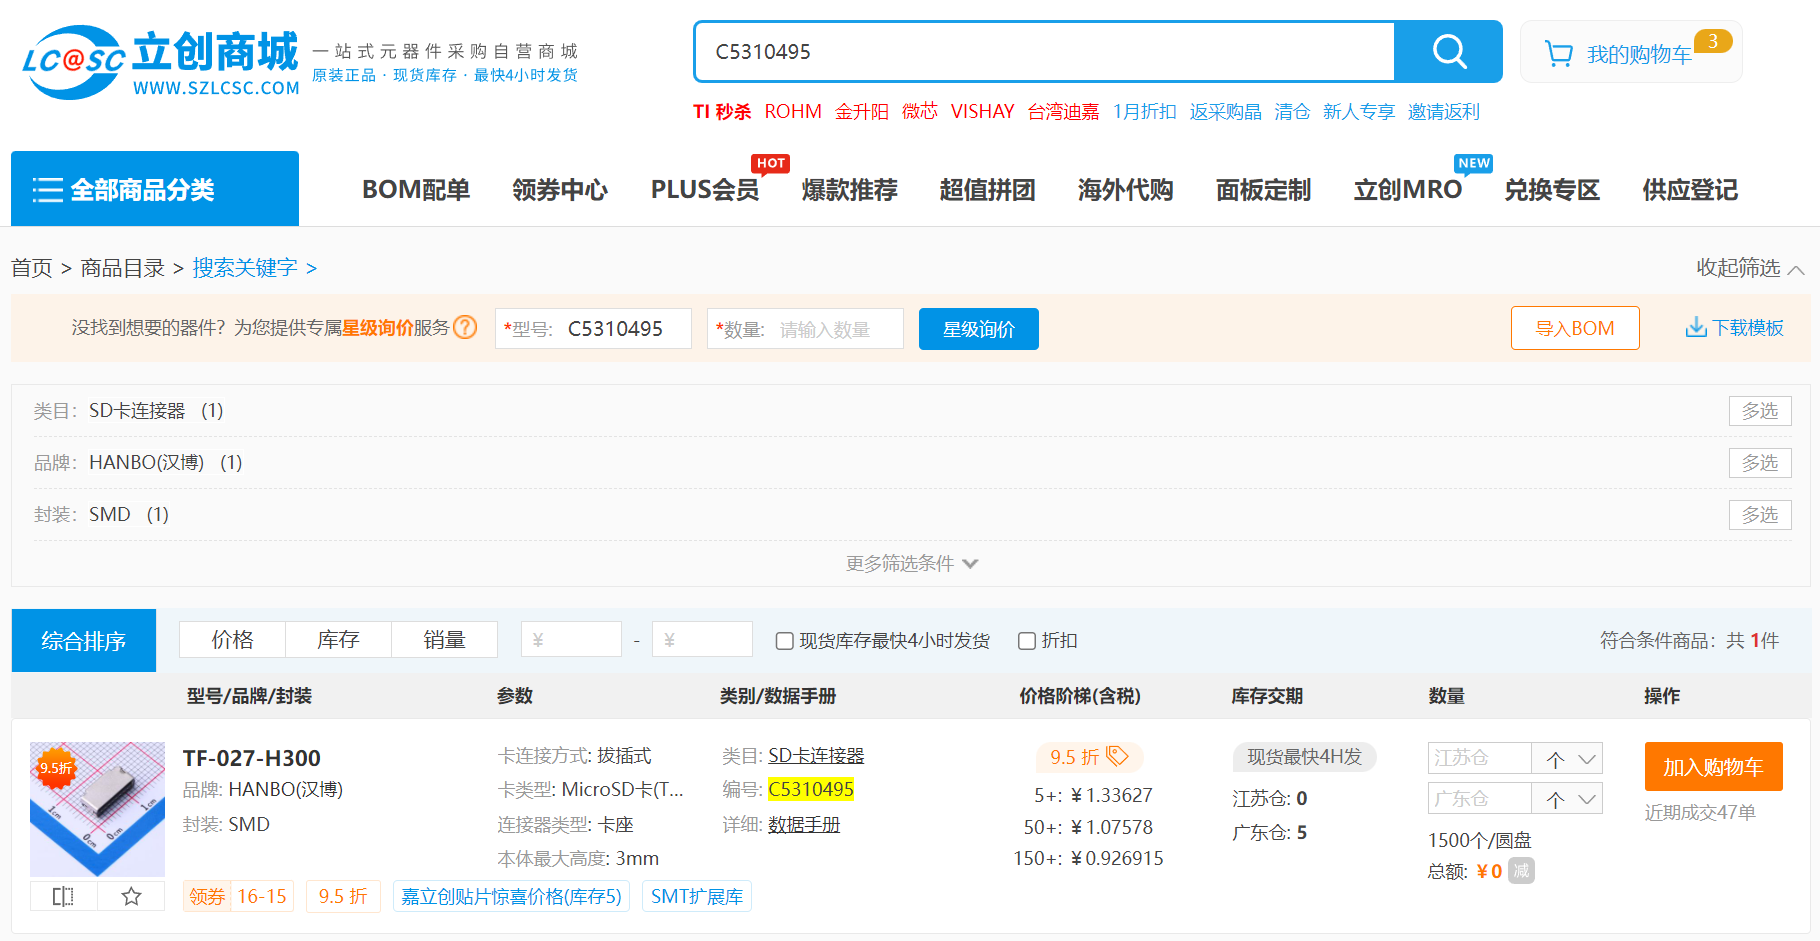 LC@SC 立创商城
WWW.SZLCSC.COM
一站式元器件采购自营商城
原装正品 · 现货库存 · 最快4小时发货
C5310495
我的购物车 3
TI 秒杀 ROHM 金升阳 微芯 VISHAY 台湾迪嘉 1月折扣 返采购晶 清仓 新人专享 邀请返利
全部商品分类 BOM配单 领券中心 PLUS会员 HOT 爆款推荐 超值拼团 海外代购 面板定制 立创MRO NEW 兑换专区 供应登记
首页 > 商品目录 > 搜索关键字 > 收起筛选
没找到想要的器件? 为您提供专属星级询价服务 ? *型号: C5310495 *数量: 请输入数量 星级询价 导入BOM 下载模板
类目: SD卡连接器 (1) 多选
品牌: HANBO(汉博) (1) 多选
封装: SMD (1) 多选
更多筛选条件
综合排序 价格 库存 销量 ¥ - ¥ 现货库存最快4小时发货 折扣 符合条件商品: 共 1件
型号/品牌/封装 参数 类别/数据手册 价格阶梯(含税) 库存交期 数量 操作
9.5折
1cm 0 0 1cm
TF-027-H300
品牌: HANBO(汉博)
封装: SMD
卡连接方式: 拔插式
卡类型: MicroSD卡(T...
连接器类型: 卡座
本体最大高度: 3mm
类目: SD卡连接器
编号: C5310495
详细: 数据手册
9.5 折
5+: ¥1.33627
50+: ¥1.07578
150+: ¥0.926915
现货最快4H发
江苏仓: 0
广东仓: 5
江苏仓 个
广东仓 个
1500个/圆盘
总额: ¥0 减
加入购物车
近期成交47单
领券 16-15 9.5 折 嘉立创贴片惊喜价格(库存5) SMT扩展库